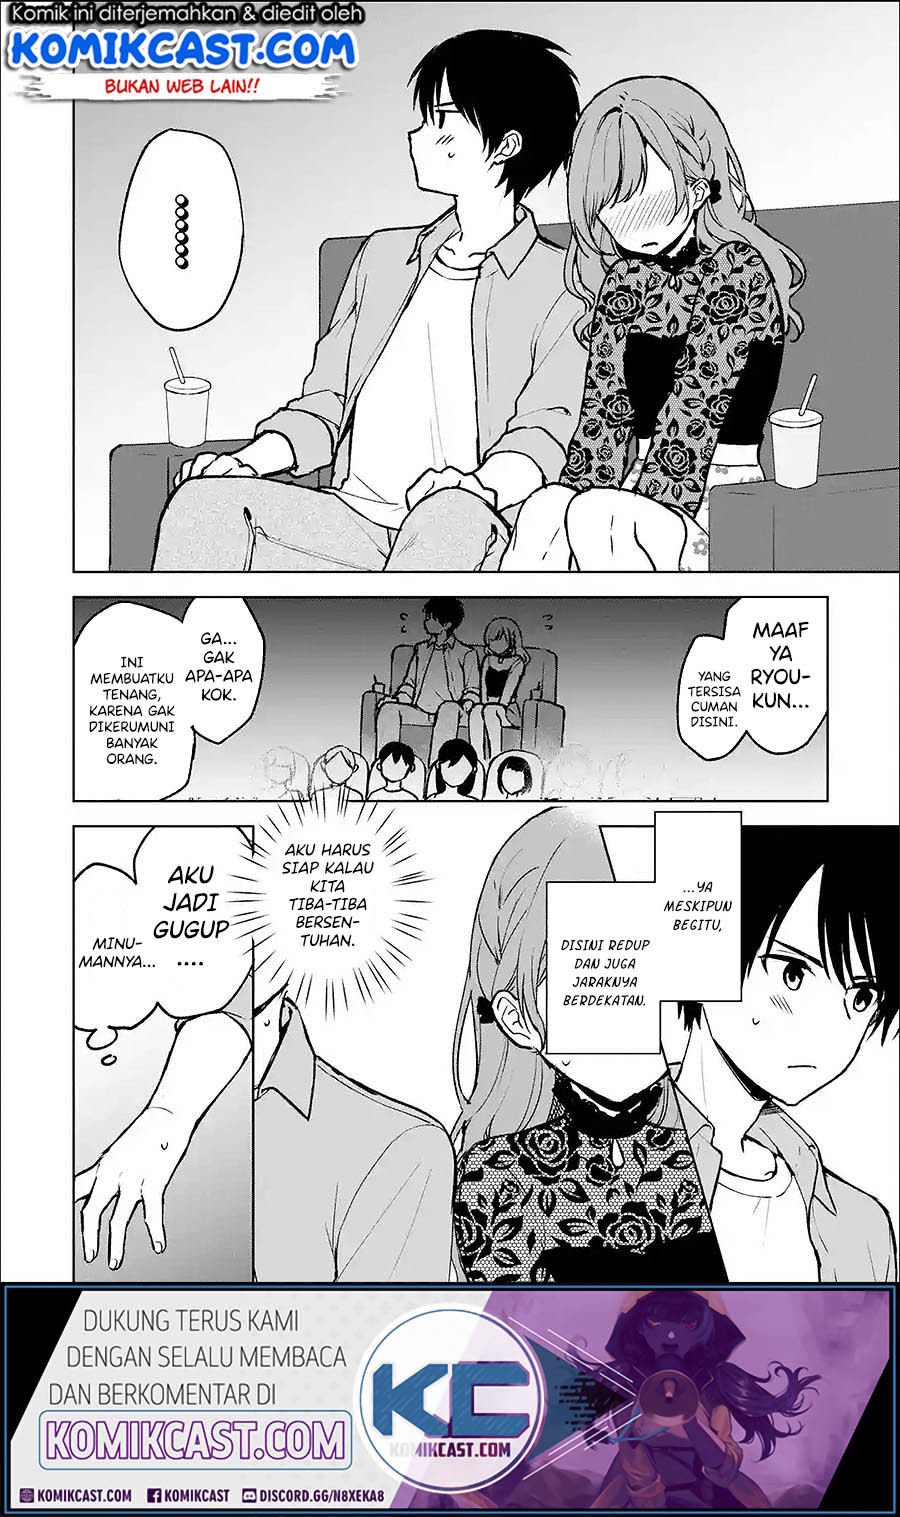 Komik ini diterjemahkan & diedit oleh
KOMIKCAST.COM
BUKAN WEB LAIN!!
MAAF
YA
RYOU-
KUN...
YANG
TERSISA
CUMAN
DISINI.
GA...
GAK
APA-APA
KOK.
INI
MEMBUATKU
TENANG,
KARENA GAK
DIKERUMUNI
BANYAK
ORANG.
...YA
MESKIPUN
BEGITU,
DISINI REDUP
DAN JUGA
JARAKNYA
BERDEKATAN.
AKU HARUS
SIAP KALAU
KITA
TIBA-TIBA
BERSEN-
TUHAN.
AKU
JADI
GUGUP
....
MINU-
MANNYA...
DUKUNG TERUS KAMI
DENGAN SELALU MEMBACA
DAN BERKOMENTAR DI
KOMIKCAST.COM
KC
KOMIKCAST.COM
KOMIKCAST.COM
KOMIKCAST
DISCORD.GG/N8XEKA8